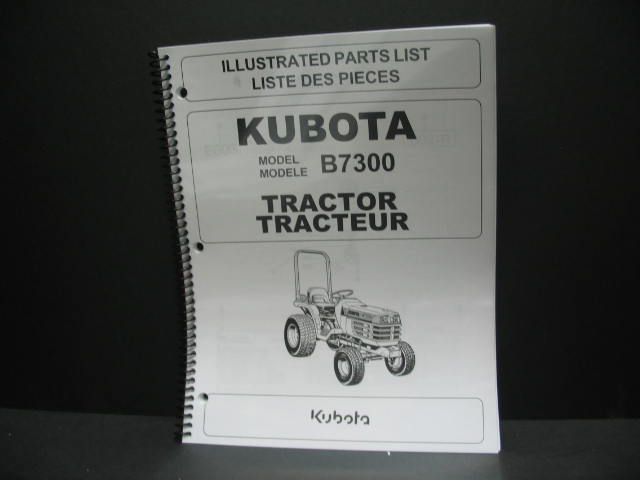 ILLUSTRATED PARTS LIST
LISTE DES PIECES
KUBOTA
MODEL
MODELE B7300
TRACTOR
TRACTEUR
Kubota